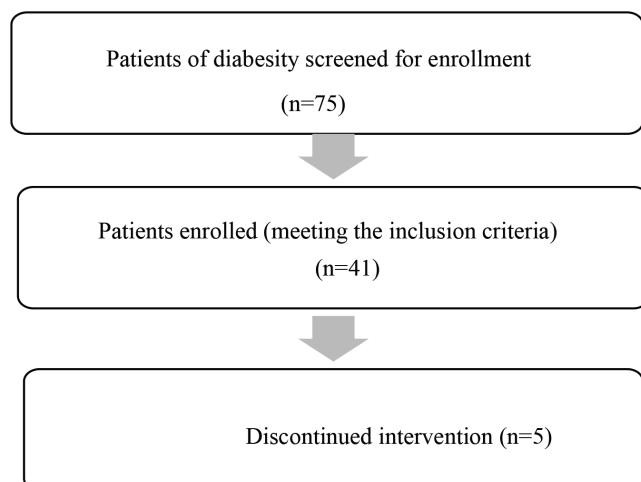 Patients of diabesity screened for enrollment
(n=75)
Patients enrolled (meeting the inclusion criteria)
(n=41)
Discontinued intervention (n=5)